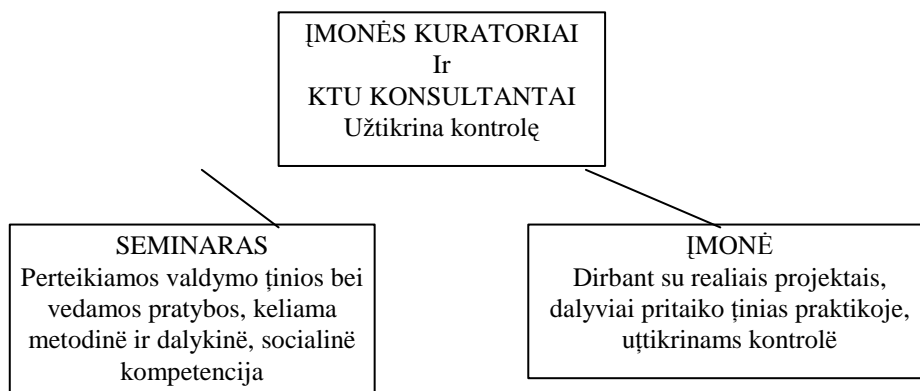 ĮMONĖS KURATORIAI
Ir
KTU KONSULTANTAI
Užtikrina kontrolę
SEMINARAS
Perteikiamos valdymo ţinios bei
vedamos pratybos, keliama
metodinë ir dalykinë, socialinë
kompetencija
ĮMONĖ
Dirbant su realiais projektais,
dalyviai pritaiko ţinias praktikoje,
uţtikrinams kontrolë